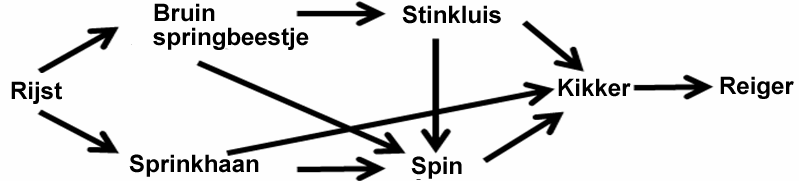 Bruin
springbeestje
Stinkluis
Rijst
Kikker
Reiger
Sprinkhaan
Spin